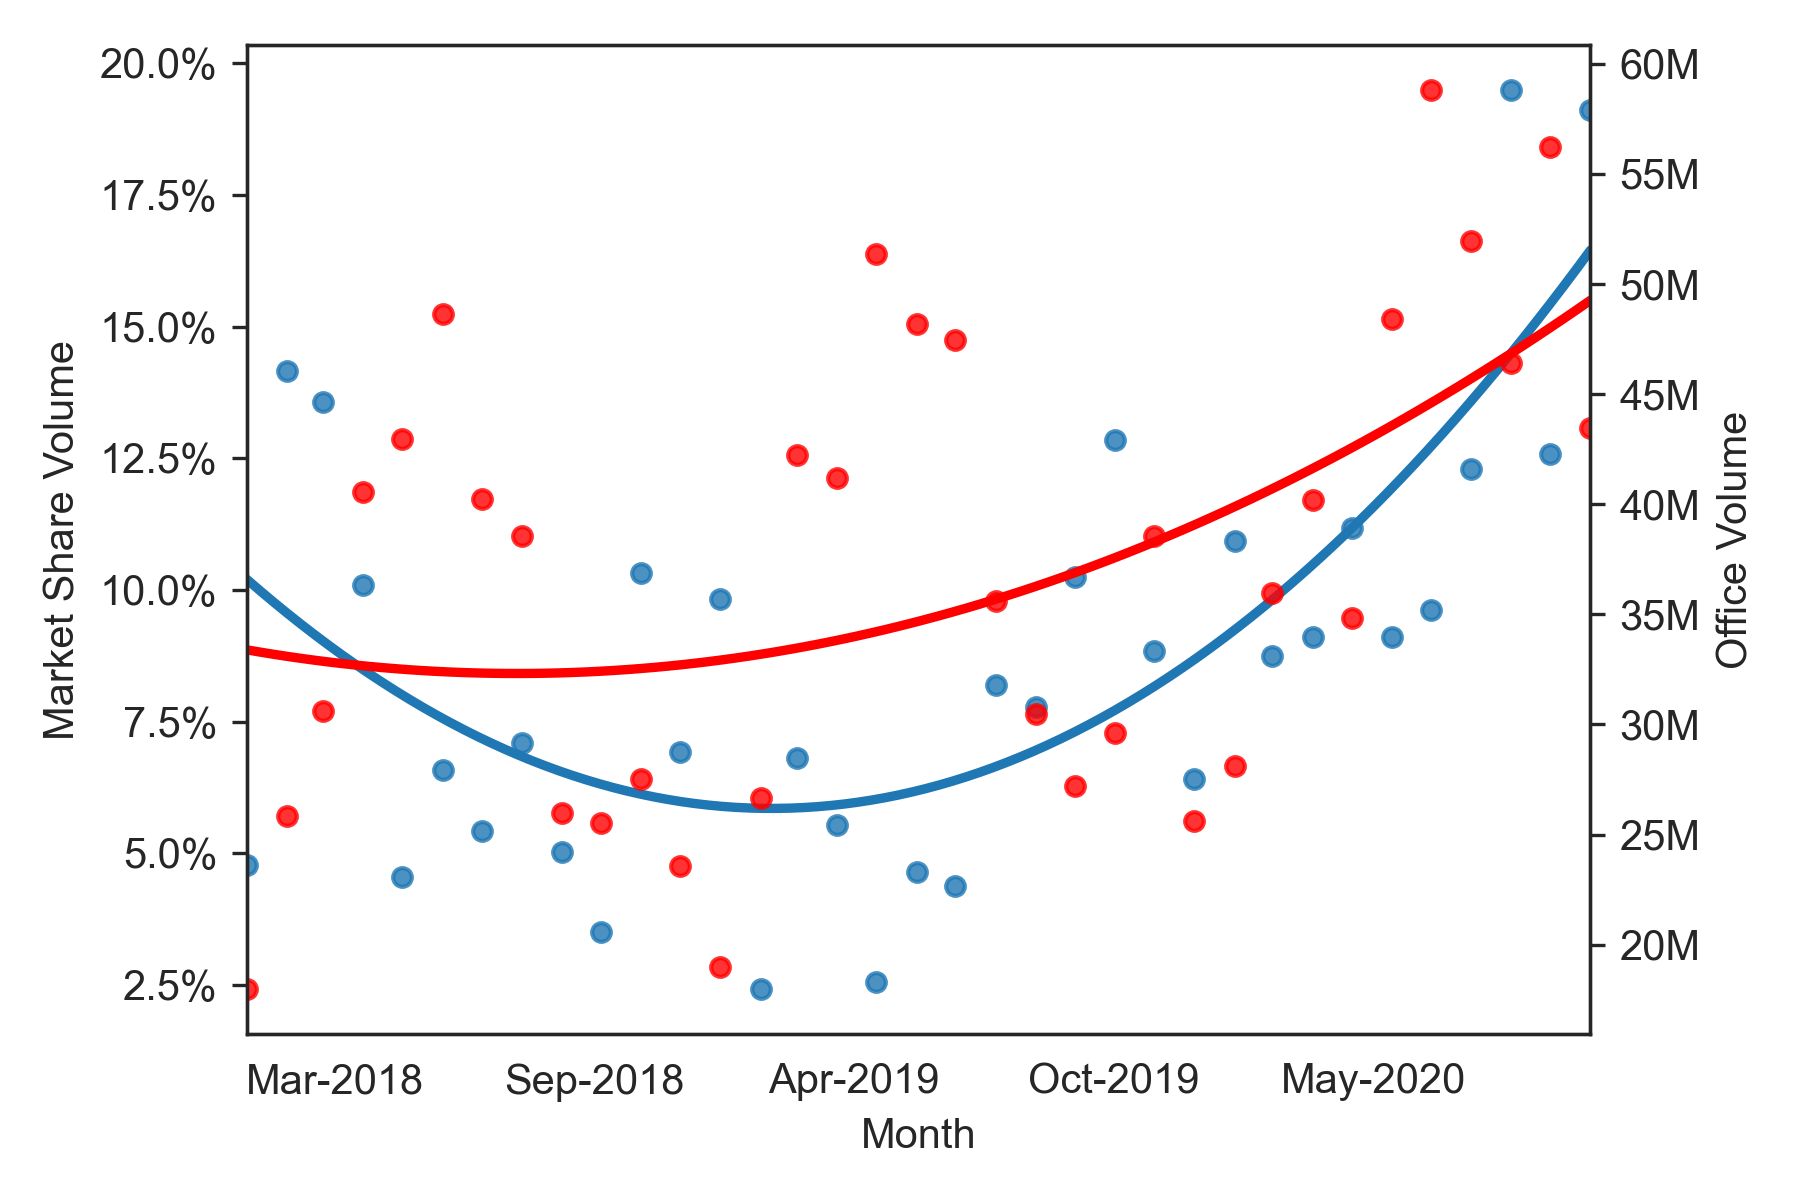 20.0%
17.5%
15.0%
12.5%
10.0%
7.5%
5.0%
2.5%
Market Share Volume
60M
55M
50M
45M
40M
35M
30M
25M
20M
Office Volume
Mar-2018 Sep-2018 Apr-2019 Oct-2019 May-2020
Month